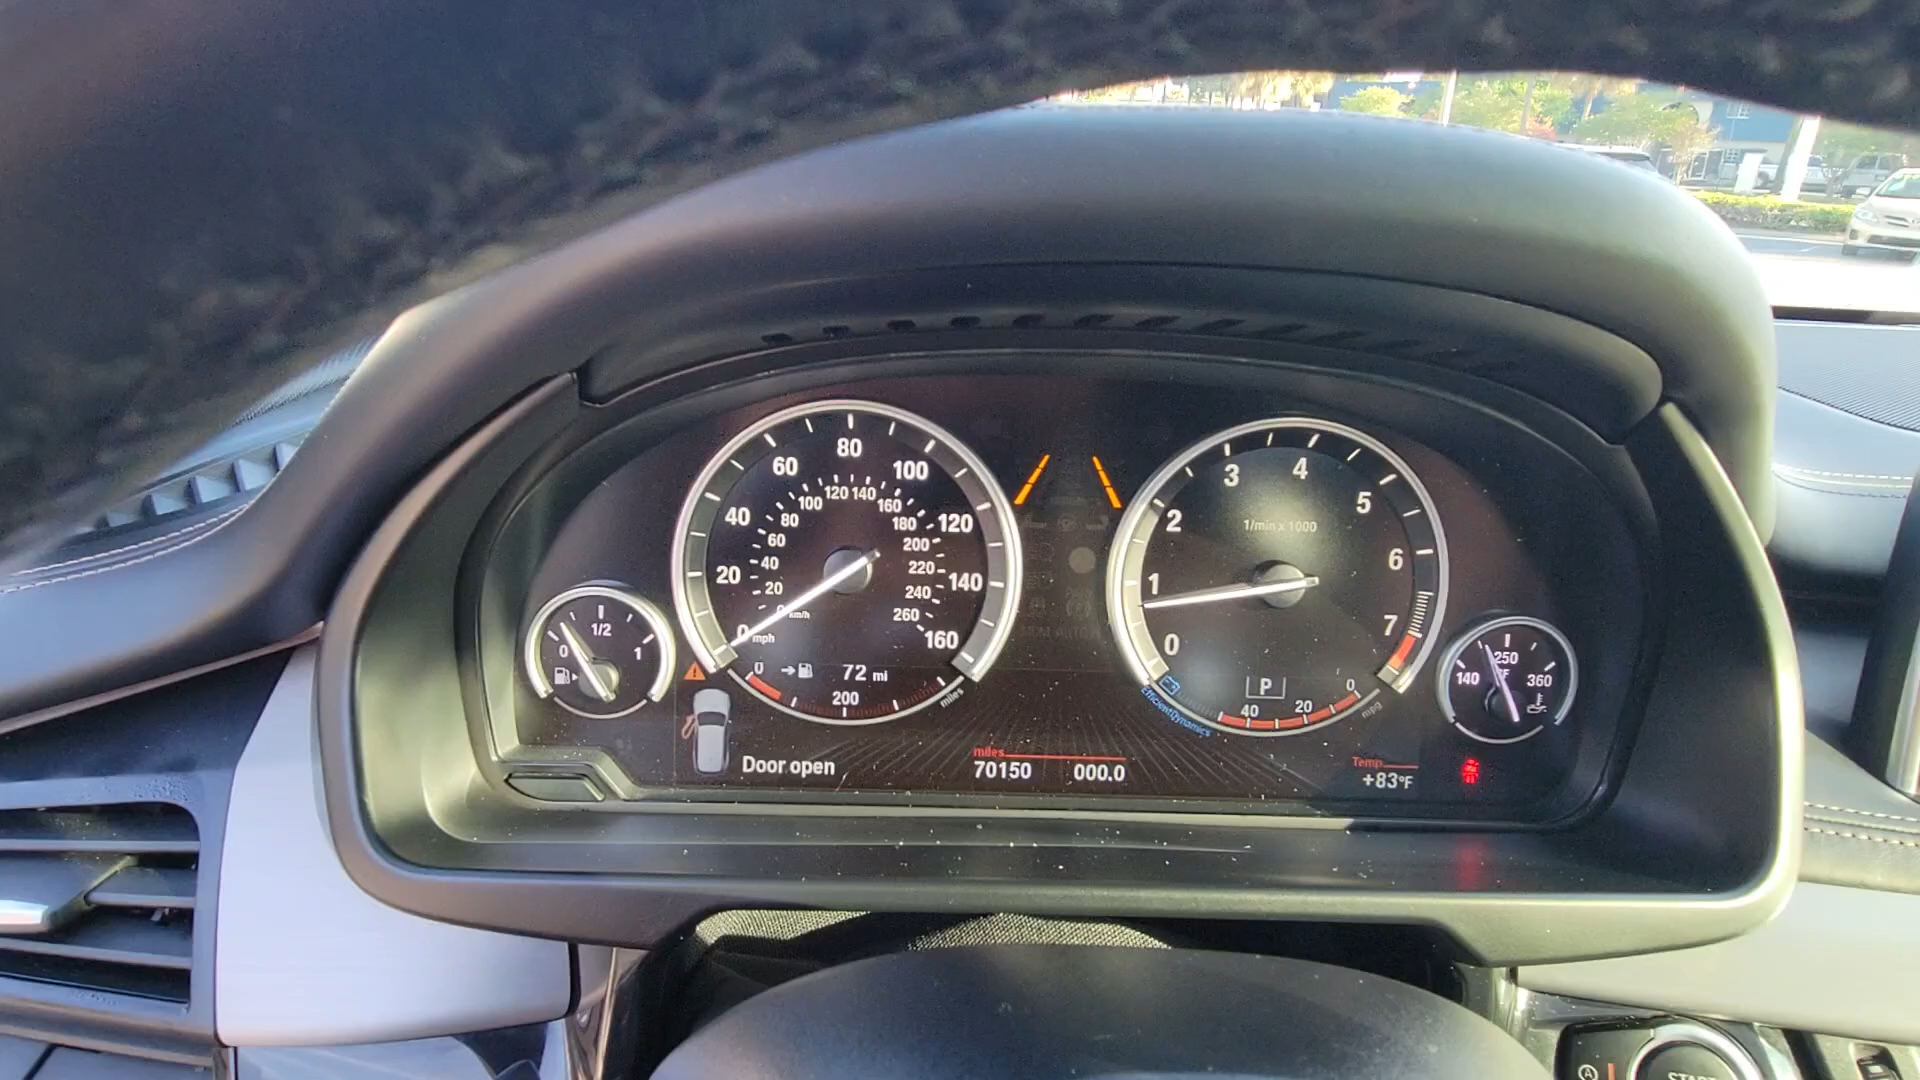 80
60
100
4
3
5
100 120 140 160
40
80
180
120
2
1/min x 1000
60
200
6
20
40
220
140
1
1/2
20
240
0
km/h
260
7
0
mph
160
0
0
1
250
°F
140
360
0
72 mi
200
miles
P
0
40
20
mpg
EfficientDynamics
Door open
miles
70150
000.0
Temp.
+83°F
A
START